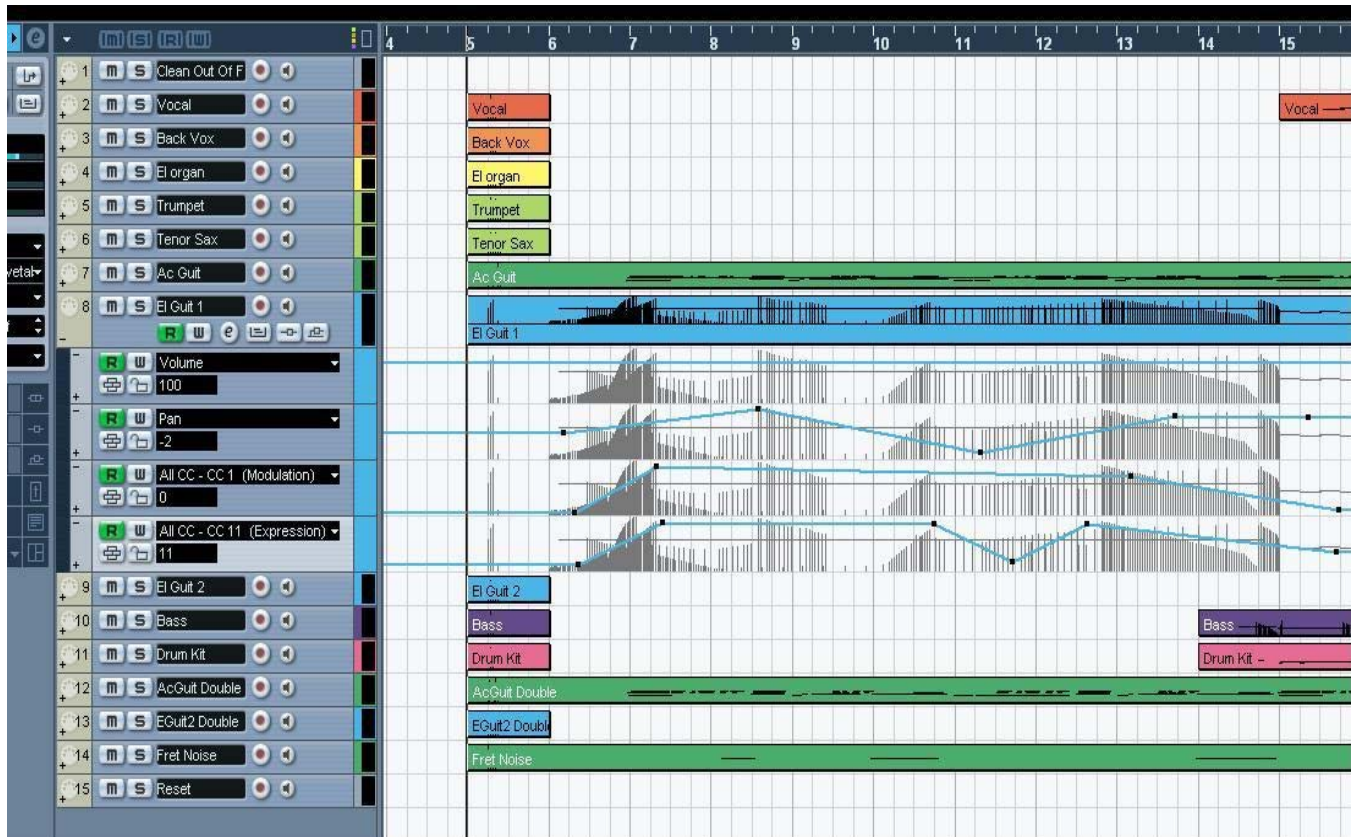 e [M] [S] [R] [W] 4 5 6 7 8 9 10 11 12 13 14 15
1 m S Clean Out Of F
2 m S Vocal Vocal Vocal
3 m S Back Vox Back Vox
4 m S El organ El organ
5 m S Trumpet Trumpet
6 m S Tenor Sax Tenor Sax
7 m S Ac Guit Ac Guit
8 m S El Guit 1
R W e El Guit 1
R W Volume
100
R W Pan
-2
R W All CC - CC 1 (Modulation)
0
R W All CC - CC 11 (Expression)
11
9 m S El Guit 2 El Guit 2
10 m S Bass Bass Bass
11 m S Drum Kit Drum Kit Drum Kit
12 m S AcGuit Double AcGuit Double
13 m S EGuit2 Double EGuit2 Doubl
14 m S Fret Noise Fret Noise
15 m S Reset